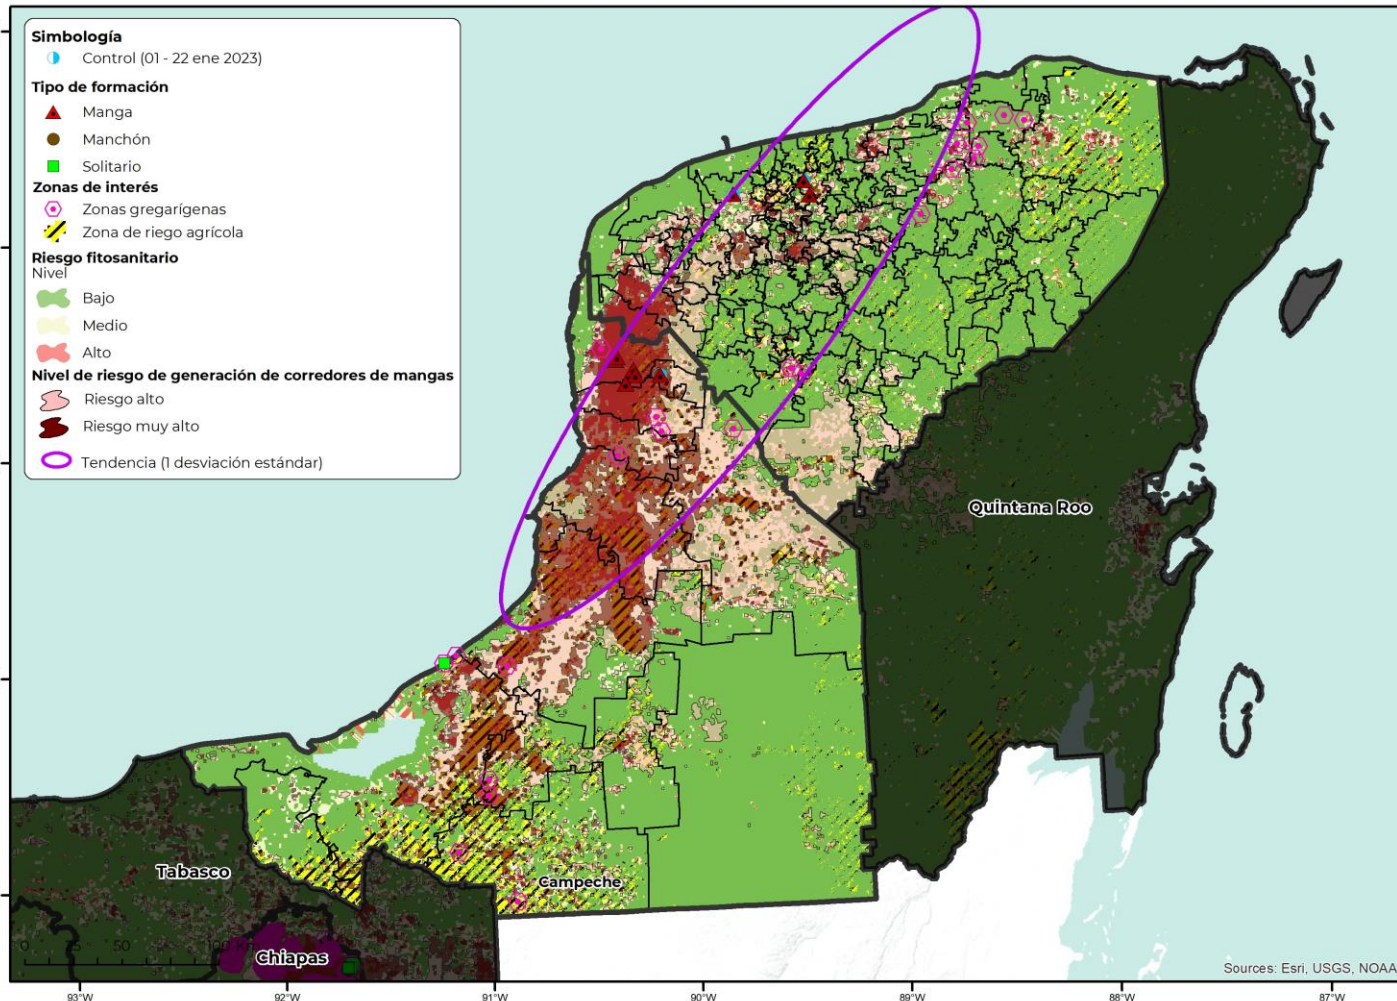 Simbología
Control (01 - 22 ene 2023)
Tipo de formación
Manga
Manchón
Solitario
Zonas de interés
Zonas gregarígenas
Zona de riego agrícola
Riesgo fitosanitario
Nivel
Bajo
Medio
Alto
Nivel de riesgo de generación de corredores de mangas
Riesgo alto
Riesgo muy alto
Tendencia (1 desviación estándar)
Quintana Roo
Tabasco
Campeche
Chiapas
0
50
Sources: Esri, USGS, NOAA
93°W 92°W 91°W 90°W 89°W 88°W 87°W